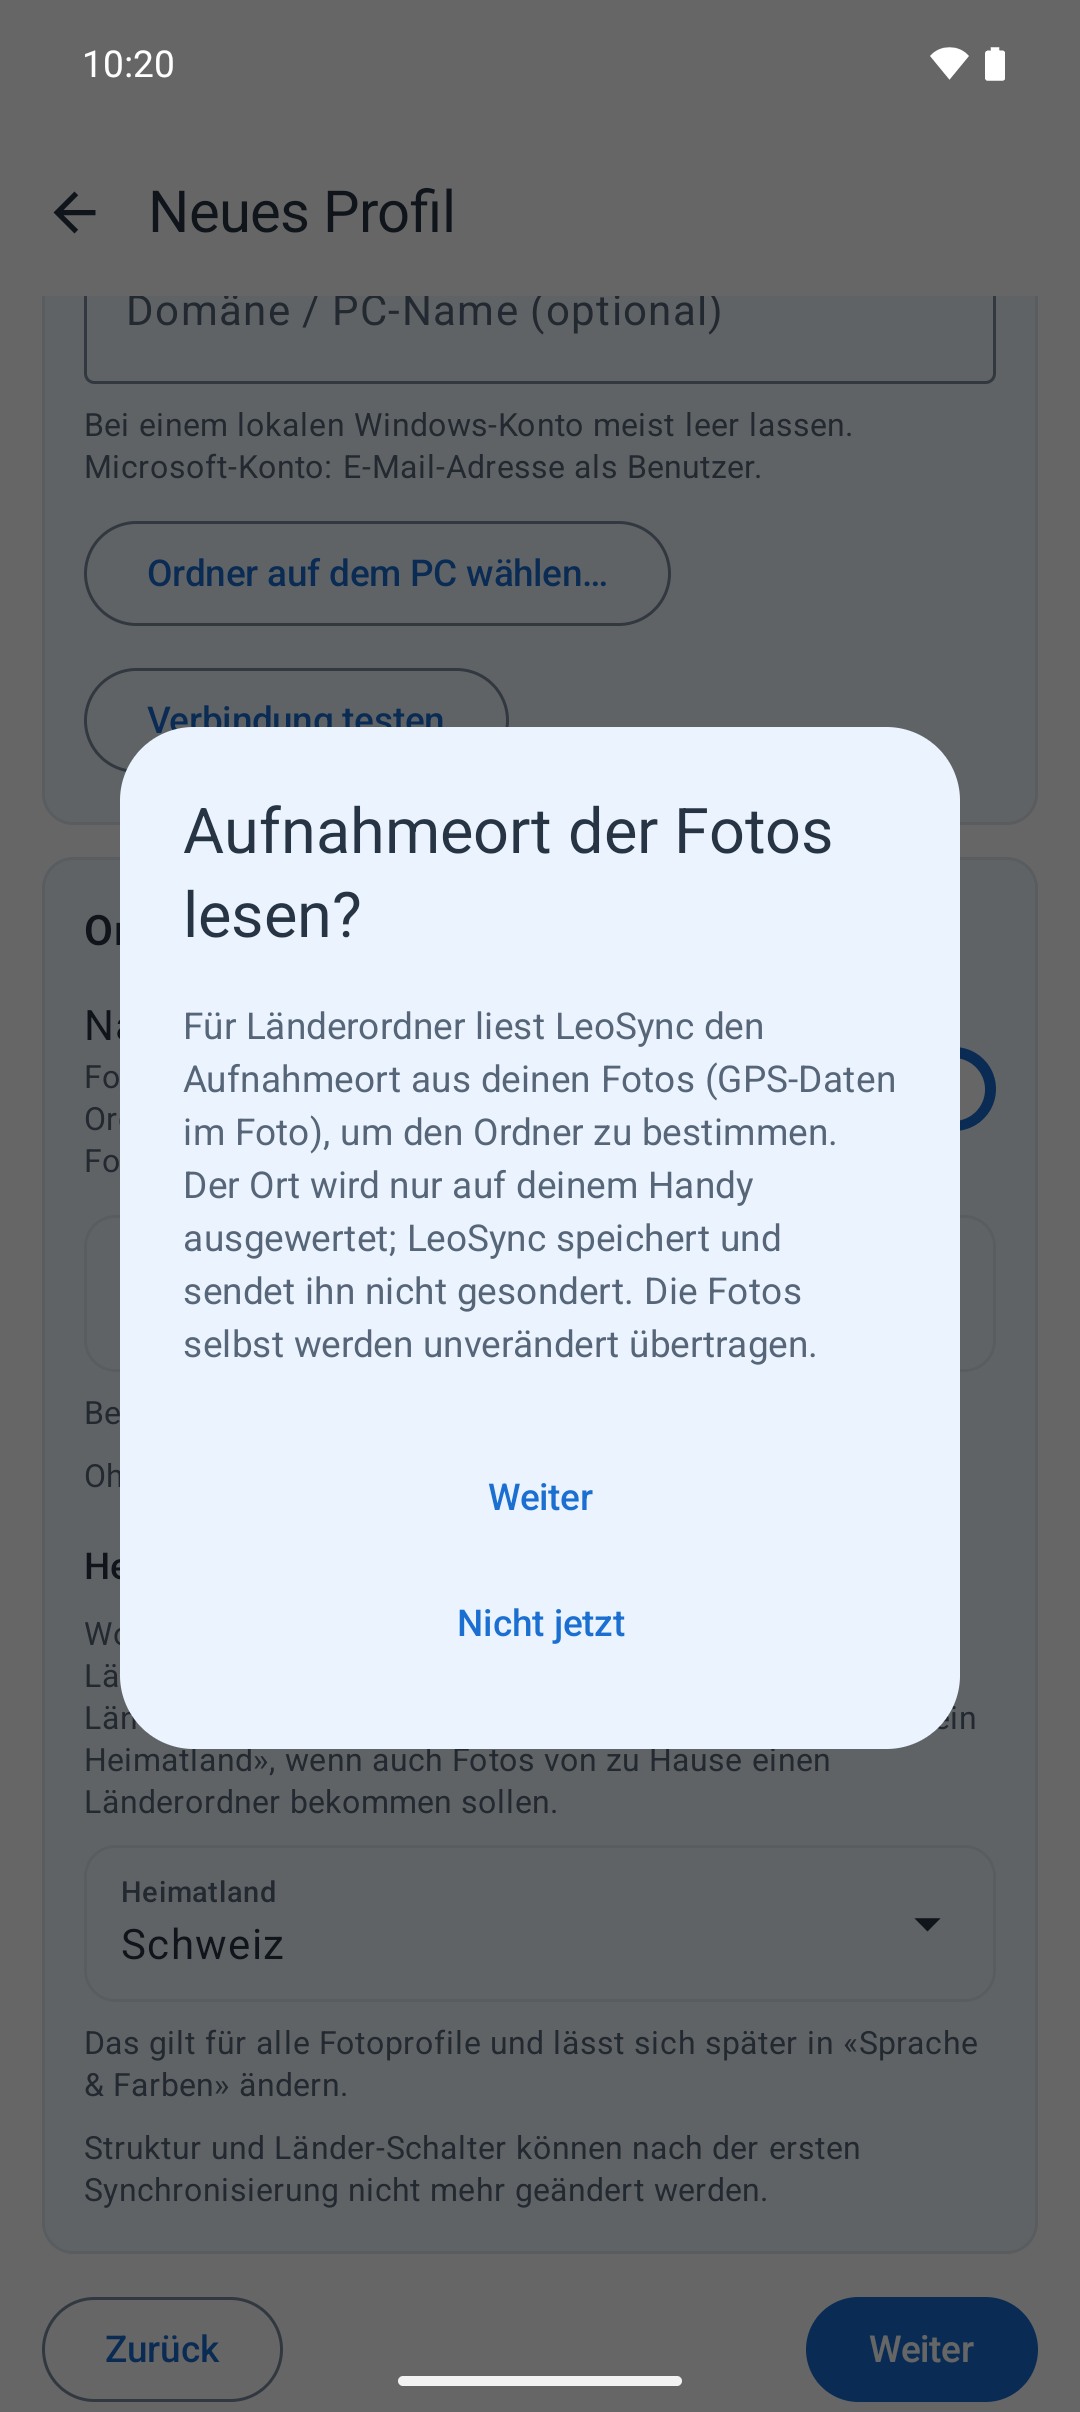 10:20
Neues Profil
Domäne / PC-Name (optional)
Bei einem lokalen Windows-Konto meist leer lassen.
Microsoft-Konto: E-Mail-Adresse als Benutzer.
Ordner auf dem PC wählen…
Verbindung testen
Aufnahmeort der Fotos
lesen?
Für Länderordner liest LeoSync den
Aufnahmeort aus deinen Fotos (GPS-Daten
im Foto), um den Ordner zu bestimmen.
Der Ort wird nur auf deinem Handy
ausgewertet; LeoSync speichert und
sendet ihn nicht gesondert. Die Fotos
selbst werden unverändert übertragen.
Weiter
Nicht jetzt
Heimatland», wenn auch Fotos von zu Hause einen
Länderordner bekommen sollen.
Heimatland
Schweiz
Das gilt für alle Fotoprofile und lässt sich später in «Sprache
& Farben» ändern.
Struktur und Länder-Schalter können nach der ersten
Synchronisierung nicht mehr geändert werden.
Zurück
Weiter